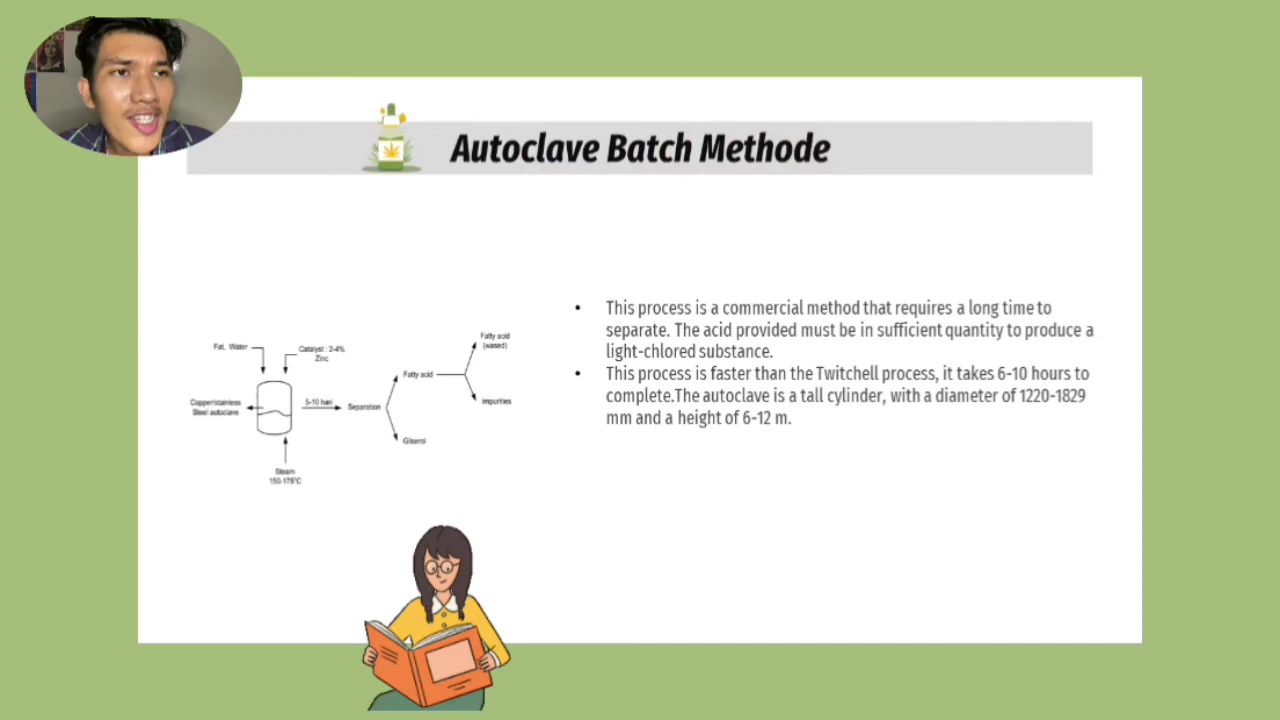 Autoclave Batch Methode
Fat, Water
Catalyst : 2-4%
Zinc
Copper/stainless
Steel autoclave
5-10 hari
Separation
Fatty acid
Fatty acid
(wased)
impurities
Gliserol
Steam
150-175°C
• This process is a commercial method that requires a long time to
separate. The acid provided must be in sufficient quantity to produce a
light-chlored substance.
• This process is faster than the Twitchell process, it takes 6-10 hours to
complete.The autoclave is a tall cylinder, with a diameter of 1220-1829
mm and a height of 6-12 m.